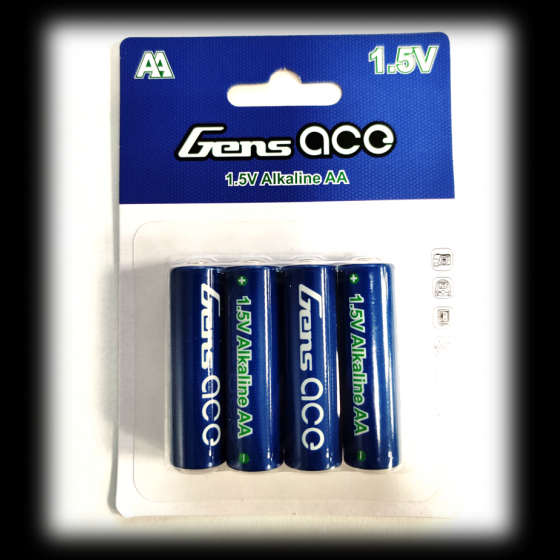 AA
1.5V
Gens ace
1.5V Alkaline AA
Gens ace
+ 1.5V Alkaline AA -
Gens ace
+ 1.5V Alkaline AA -